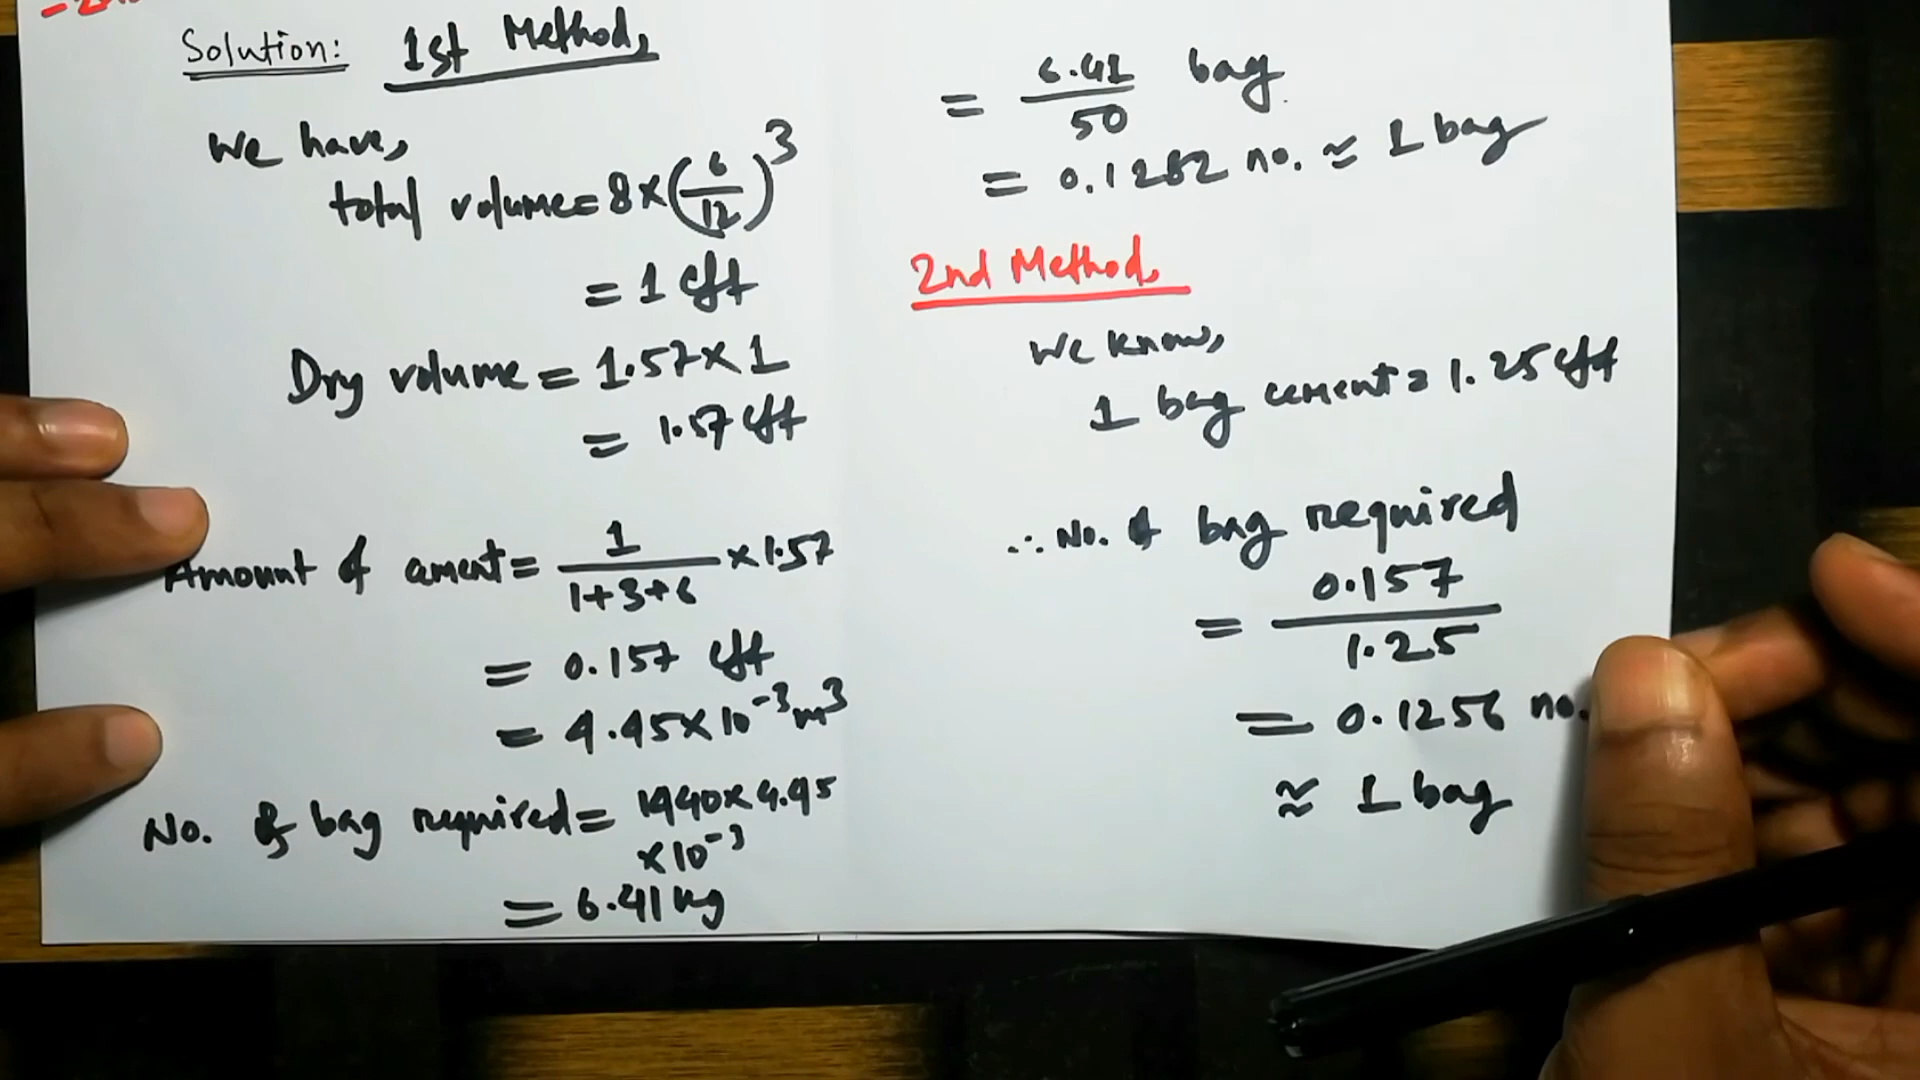 Solution: 1st Method,
We have,
total volume = 8 × (6/12)³
= 1 cft
Dry volume = 1.57 × 1
= 1.57 cft
Amount of cment = 1/(1+3+6) × 1.57
= 0.157 cft
= 4.45 × 10⁻³ m³
No. of bag required = 1440 × 4.45
× 10⁻³
= 6.41 kg
= 6.41/50 bag
= 0.1282 no. ≈ 1 bag
2nd Method,
We know,
1 bag cement = 1.25 cft
∴ No. of bag required
= 0.157/1.25
= 0.1256 no.
≈ 1 bag